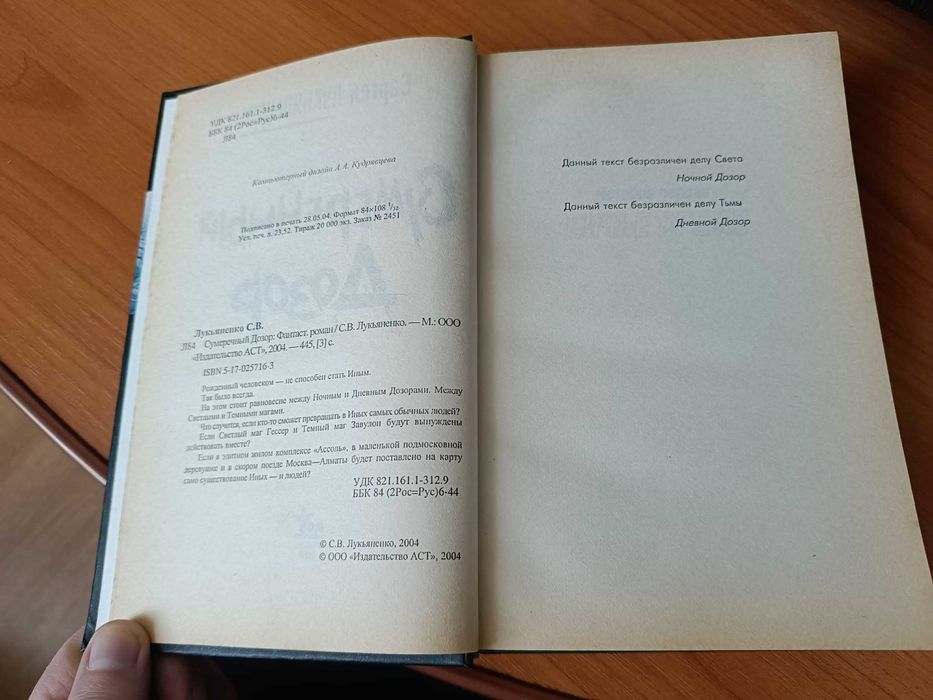 УДК 821.161.1-312.9
ББК 84 (2Рос=Рус)6-44
Л84
Компьютерный дизайн А.А. Кудрявцева
Подписано в печать 28.05.04. Формат 84×108 1/32.
Усл. печ. л. 23,52. Тираж 20 000 экз. Заказ № 2451
Лукьяненко С.В.
Л84 Сумеречный Дозор: Фантаст. роман / С.В. Лукьяненко. — М.: ООО
«Издательство АСТ», 2004. — 445, [3] с.
ISBN 5-17-025716-3
Рожденный человеком — не способен стать Иным.
Так было всегда.
На этом стоит равновесие между Ночным и Дневным Дозорами. Между
Светлыми и Темными магами.
Что случится, если кто-то сможет превращать в Иных самых обычных людей?
Если Светлый маг Гессер и Темный маг Завулон будут вынуждены
действовать вместе?
Если в элитном жилом комплексе «Ассоль», в маленькой подмосковной
деревушке и в скором поезде Москва—Алматы будет поставлено на карту
само существование Иных — и людей?
УДК 821.161.1-312.9
ББК 84 (2Рос=Рус)6-44
© С.В. Лукьяненко, 2004
© ООО «Издательство АСТ», 2004
Данный текст безразличен делу Света
Ночной Дозор
Данный текст безразличен делу Тьмы
Дневной Дозор